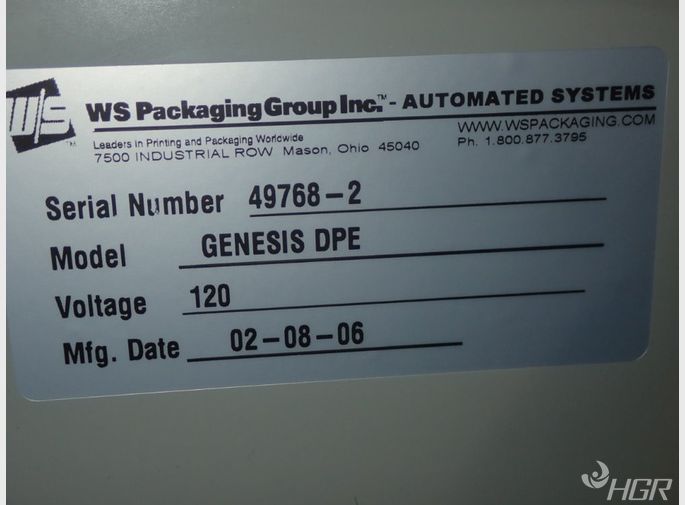 W/S
TM
WS Packaging Group Inc.™ - AUTOMATED SYSTEMS
Leaders in Printing and Packaging Worldwide
WWW.WSPACKAGING.COM
7500 INDUSTRIAL ROW Mason, Ohio 45040
Ph. 1.800.877.3795
Serial Number 49768-2
Model GENESIS DPE
Voltage 120
Mfg. Date 02-08-06
HGR